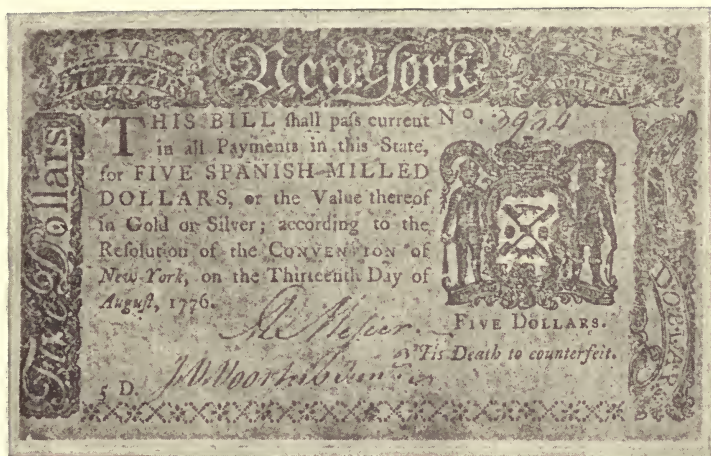 FIVE
DOLLARS
New York
DOLLAR
Five Dollars
THIS BILL ſhall paſs current
in all Payments in this State,
for FIVE SPANISH MILLED
DOLLARS, or the Value thereof
in Gold or Silver; according to the
Reſolution of the CONVENTION of
New-York, on the Thirteenth Day of
Auguſt, 1776.
No. 3924
FIVE DOLLARS.
'Tis Death to counterfeit.
5 D.